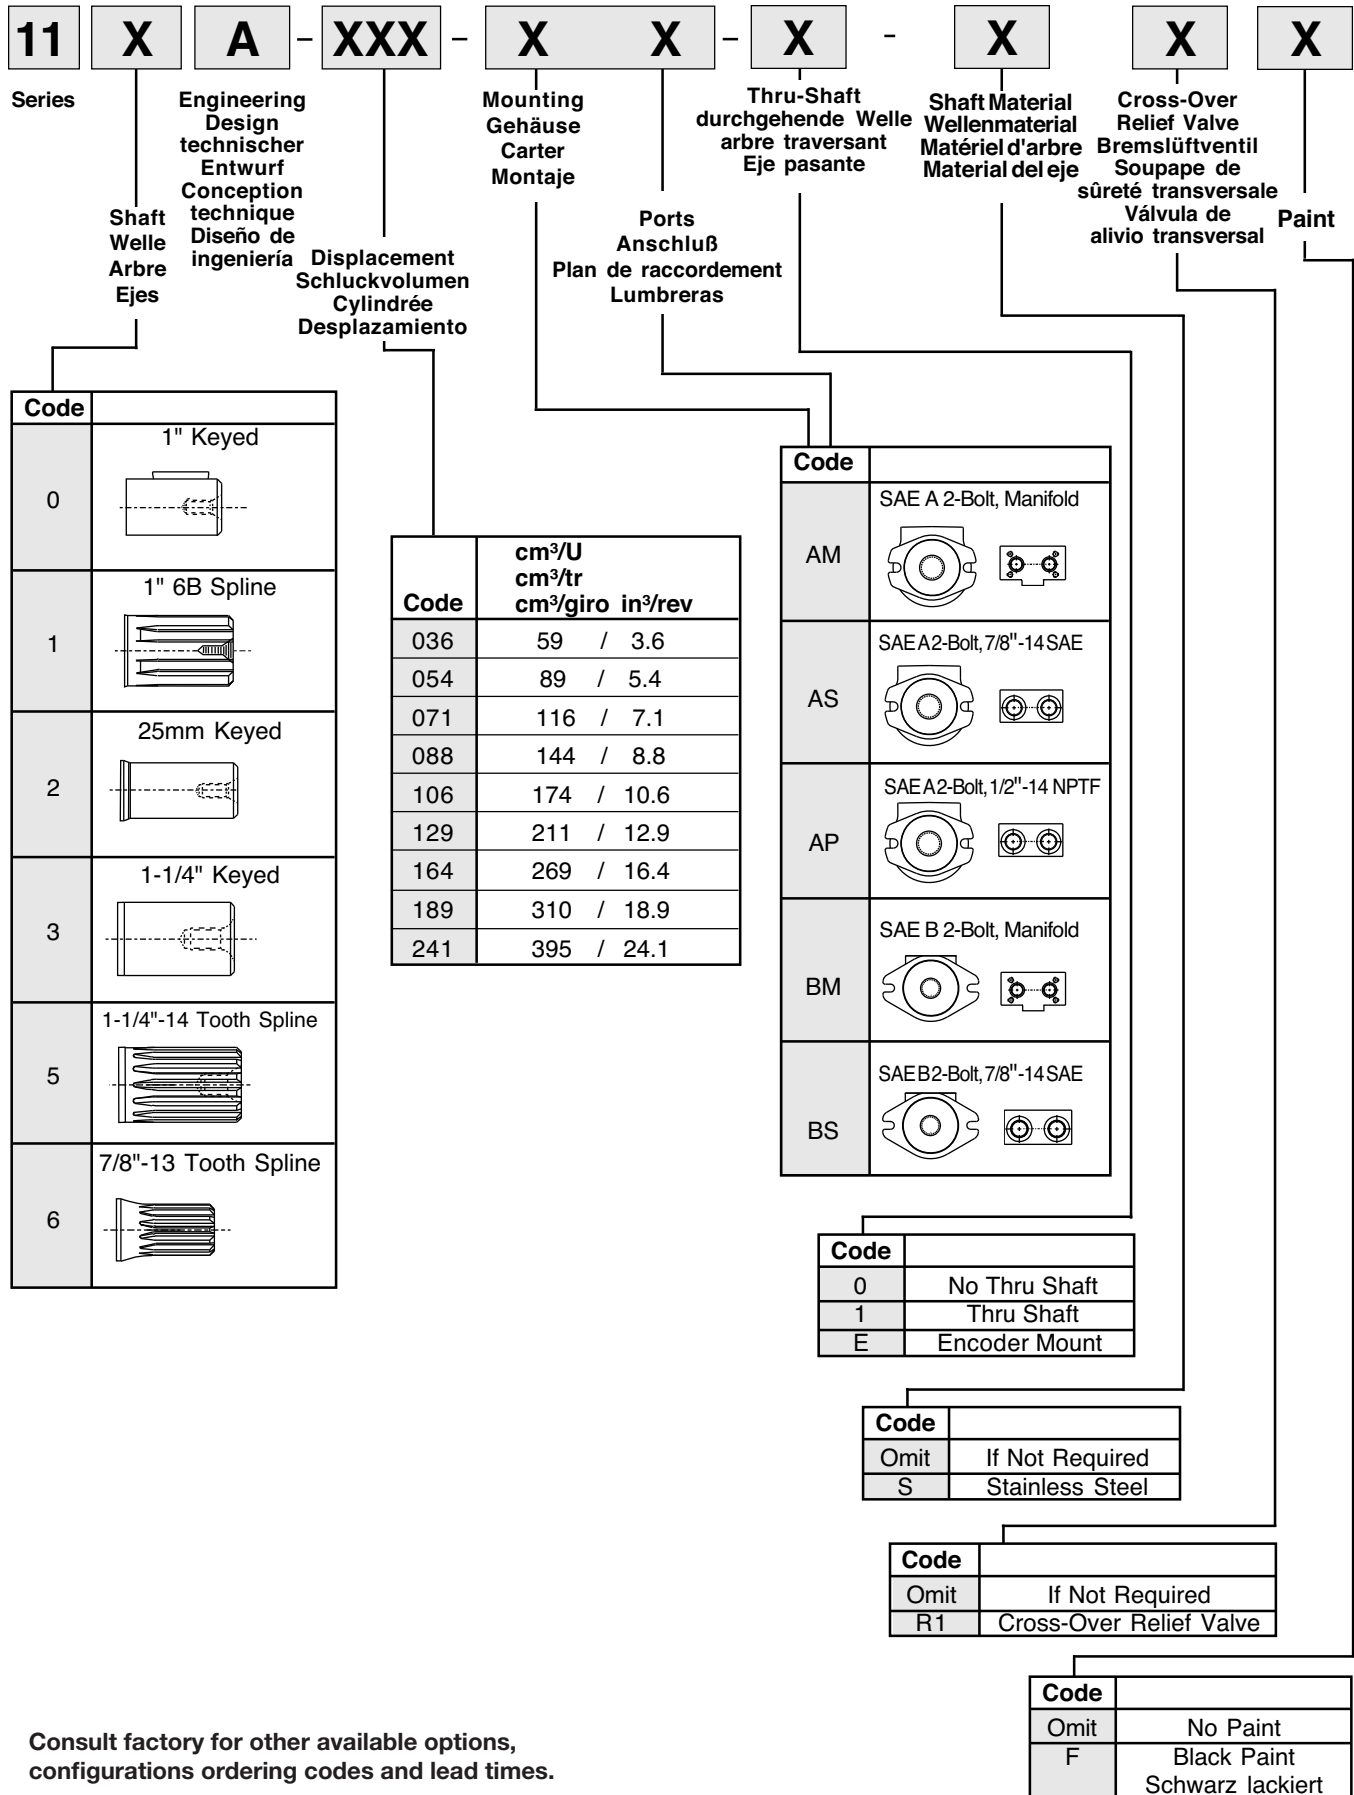 11 X A – XXX – X X – X - X X X
Series
Shaft
Welle
Arbre
Ejes
Engineering
Design
technischer
Entwurf
Conception
technique
Diseño de
ingeniería
Displacement
Schluckvolumen
Cylindrée
Desplazamiento
Mounting
Gehäuse
Carter
Montaje
Ports
Anschluß
Plan de raccordement
Lumbreras
Thru-Shaft
durchgehende Welle
arbre traversant
Eje pasante
Shaft Material
Wellenmaterial
Matériel d'arbre
Material del eje
Cross-Over
Relief Valve
Bremslüftventil
Soupape de
sûreté transversale
Válvula de
alivio transversal
Paint
Code
0 1" Keyed
1 1" 6B Spline
2 25mm Keyed
3 1-1/4" Keyed
5 1-1/4"-14 Tooth Spline
6 7/8"-13 Tooth Spline
cm³/U
cm³/tr
Code cm³/giro in³/rev
036 59 / 3.6
054 89 / 5.4
071 116 / 7.1
088 144 / 8.8
106 174 / 10.6
129 211 / 12.9
164 269 / 16.4
189 310 / 18.9
241 395 / 24.1
Code
AM SAE A 2-Bolt, Manifold
AS SAE A 2-Bolt, 7/8"-14 SAE
AP SAE A 2-Bolt, 1/2"-14 NPTF
BM SAE B 2-Bolt, Manifold
BS SAE B 2-Bolt, 7/8"-14 SAE
Code
0 No Thru Shaft
1 Thru Shaft
E Encoder Mount
Code
Omit If Not Required
S Stainless Steel
Code
Omit If Not Required
R1 Cross-Over Relief Valve
Code
Omit No Paint
F Black Paint
Schwarz lackiert
Consult factory for other available options,
configurations ordering codes and lead times.